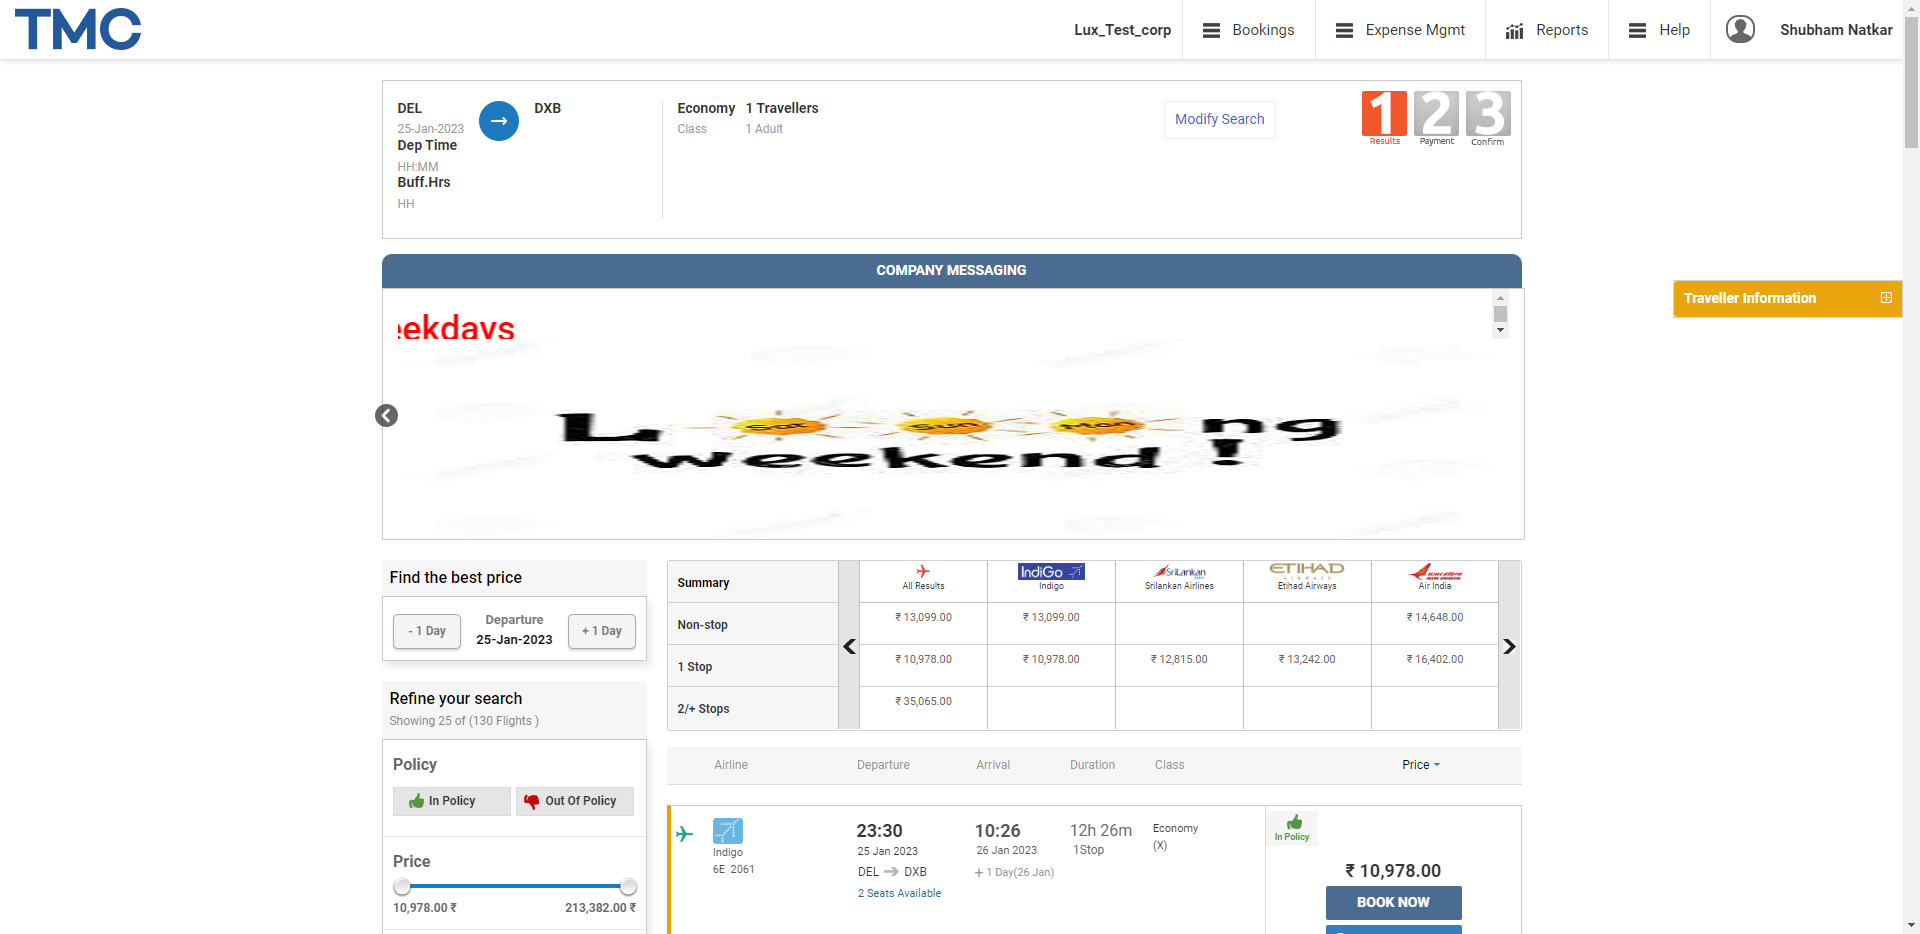 TMC
Lux_Test_corp
Bookings
Expense Mgmt
Reports
Help
Shubham Natkar
DEL
DXB
25-Jan-2023
Dep Time
HH:MM
Buff.Hrs
HH
Economy 1 Travellers
Class 1 Adult
Modify Search
1 2 3
Results Payment Confirm
COMPANY MESSAGING
Traveller Information
ekdays
L Sat Sun Mon ng
weekend !
Find the best price
- 1 Day
Departure
25-Jan-2023
+ 1 Day
Refine your search
Showing 25 of (130 Flights )
Policy
In Policy
Out Of Policy
Price
10,978.00 ₹ 213,382.00 ₹
Summary
All Results
IndiGo
Indigo
SriLankan
Srilankan Airlines
ETIHAD
AIRWAYS
Etihad Airways
AIR INDIA
Air India
Non-stop ₹ 13,099.00 ₹ 13,099.00 ₹ 14,648.00
1 Stop ₹ 10,978.00 ₹ 10,978.00 ₹ 12,815.00 ₹ 13,242.00 ₹ 16,402.00
2/+ Stops ₹ 35,065.00
Airline Departure Arrival Duration Class Price
Indigo
6E 2061
23:30
25 Jan 2023
DEL DXB
2 Seats Available
10:26
26 Jan 2023
+ 1 Day(26 Jan)
12h 26m
1Stop
Economy
(X)
In Policy
₹ 10,978.00
BOOK NOW